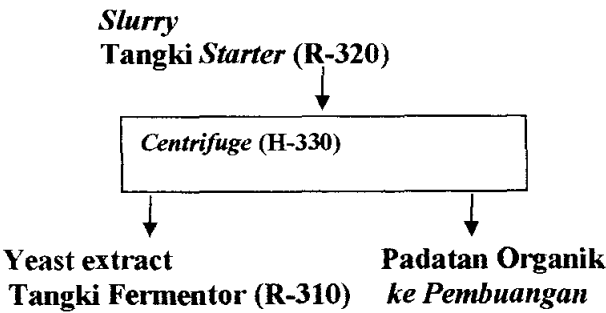 Slurry
Tangki Starter (R-320)
Centrifuge (H-330)
Yeast extract
Tangki Fermentor (R-310)
Padatan Organik
ke Pembuangan